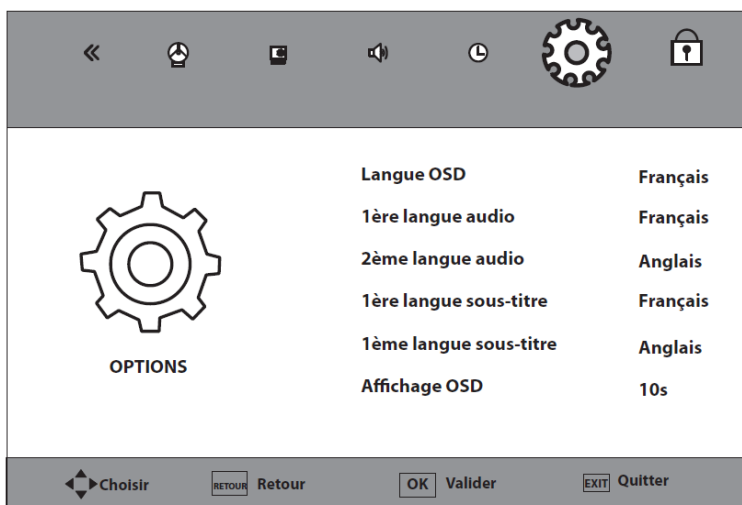 Langue OSD Français
1ère langue audio Français
2ème langue audio Anglais
1ère langue sous-titre Français
1ème langue sous-titre Anglais
Affichage OSD 10s
OPTIONS
Choisir RETOUR Retour OK Valider EXIT Quitter